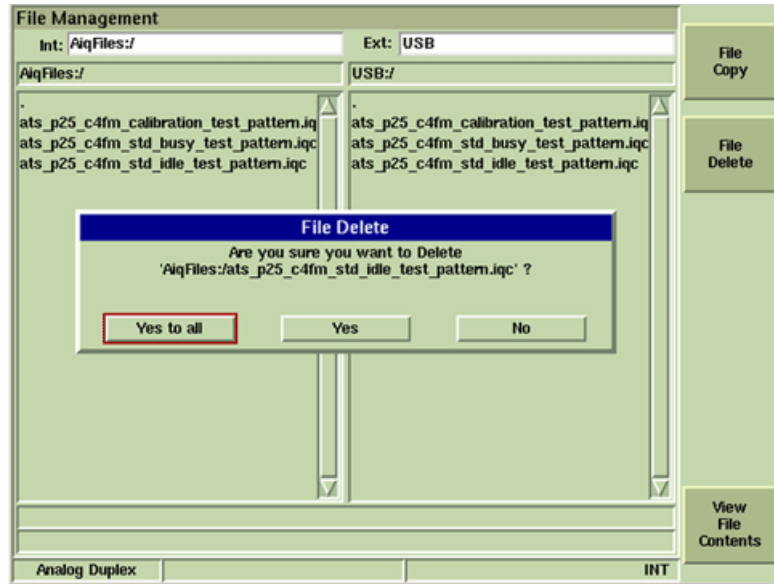 File Management
Int: AiqFiles:/
Ext: USB
AiqFiles:/
USB:/
.
ats_p25_c4fm_calibration_test_pattern.iq
ats_p25_c4fm_std_busy_test_pattern.iqc
ats_p25_c4fm_std_idle_test_pattern.iqc
.
ats_p25_c4fm_calibration_test_pattern.iq
ats_p25_c4fm_std_busy_test_pattern.iqc
ats_p25_c4fm_std_idle_test_pattern.iqc
File Delete
Are you sure you want to Delete
'AiqFiles:/ats_p25_c4fm_std_idle_test_pattern.iqc' ?
Yes to all
Yes
No
File
Copy
File
Delete
View
File
Contents
Analog Duplex
INT